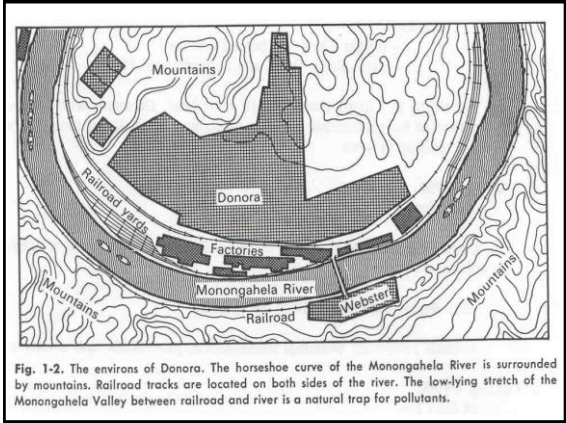 Mountains
Donora
Railroad yards
Factories
Monongahela River
Webster
Mountains
Mountains
Railroad
Fig. 1-2. The environs of Donora. The horseshoe curve of the Monongahela River is surrounded
by mountains. Railroad tracks are located on both sides of the river. The low-lying stretch of the
Monongahela Valley between railroad and river is a natural trap for pollutants.